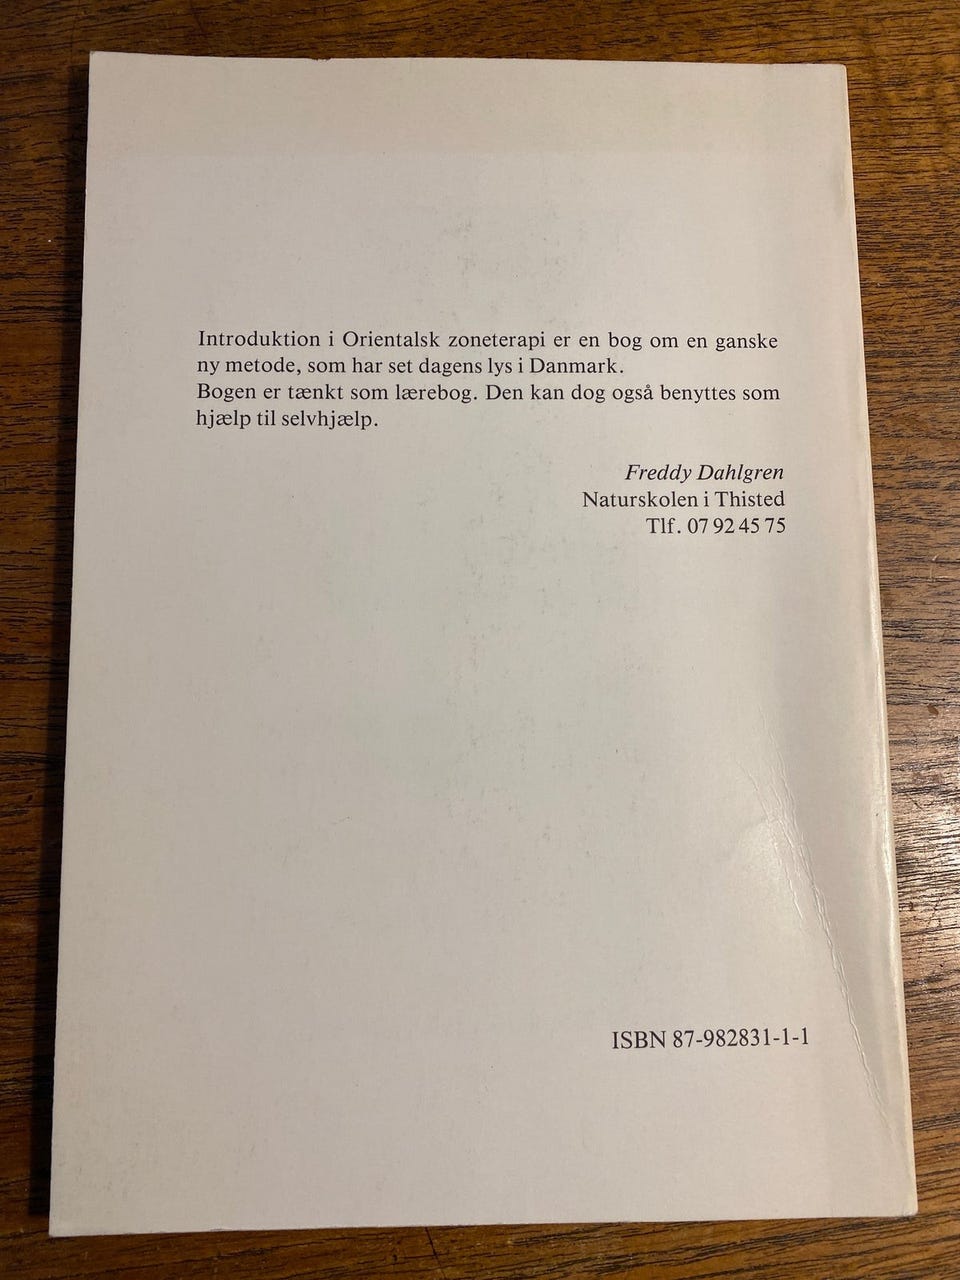 Introduktion i Orientalsk zoneterapi er en bog om en ganske
ny metode, som har set dagens lys i Danmark.
Bogen er tænkt som lærebog. Den kan dog også benyttes som
hjælp til selvhjælp.
Freddy Dahlgren
Naturskolen i Thisted
Tlf. 07 92 45 75
ISBN 87-982831-1-1